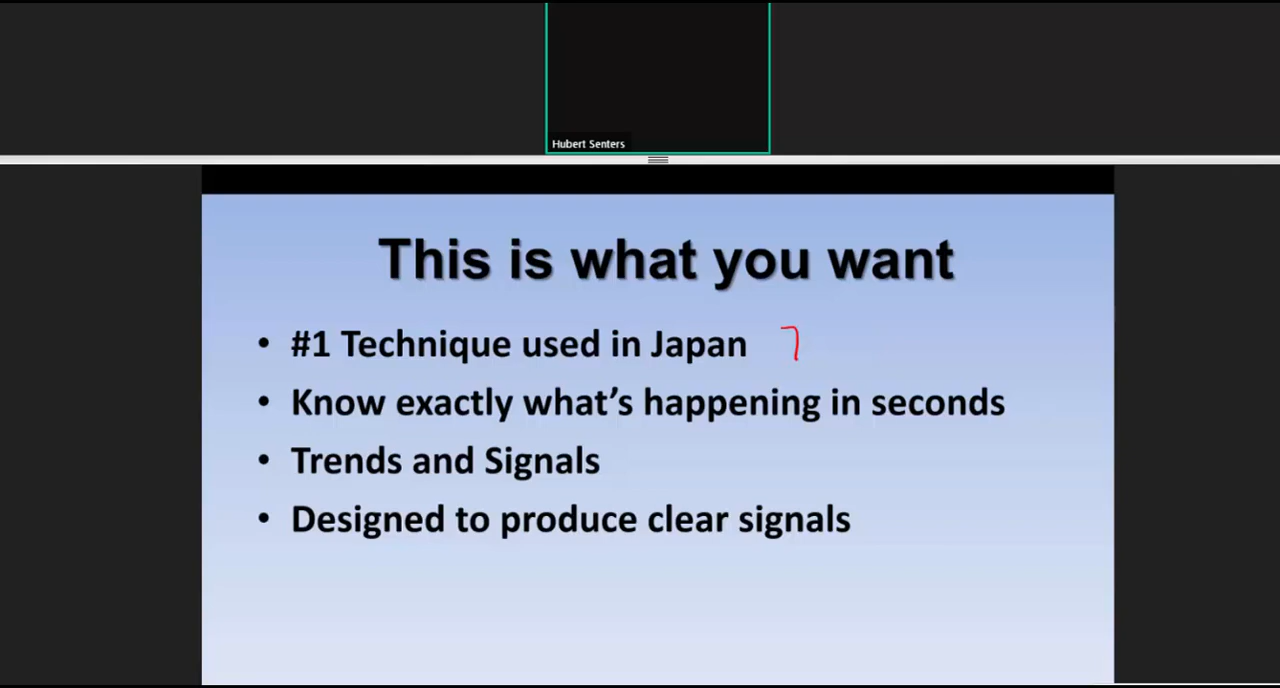 Hubert Senters
This is what you want
• #1 Technique used in Japan 7
• Know exactly what's happening in seconds
• Trends and Signals
• Designed to produce clear signals